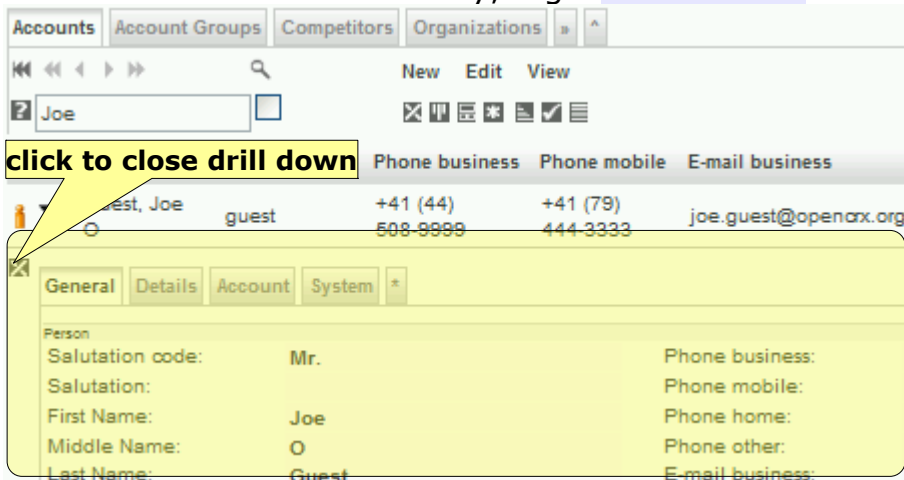 Accounts Account Groups Competitors Organizations » ^
New Edit View
? Joe
click to close drill down Phone business Phone mobile E-mail business
est, Joe guest +41 (44) +41 (79) joe.guest@opencrx.org
O 508-9999 444-3333
General Details Account System *
Person
Salutation code: Mr. Phone business:
Salutation: Phone mobile:
First Name: Joe Phone home:
Middle Name: O Phone other:
Last Name: Guest E-mail business: